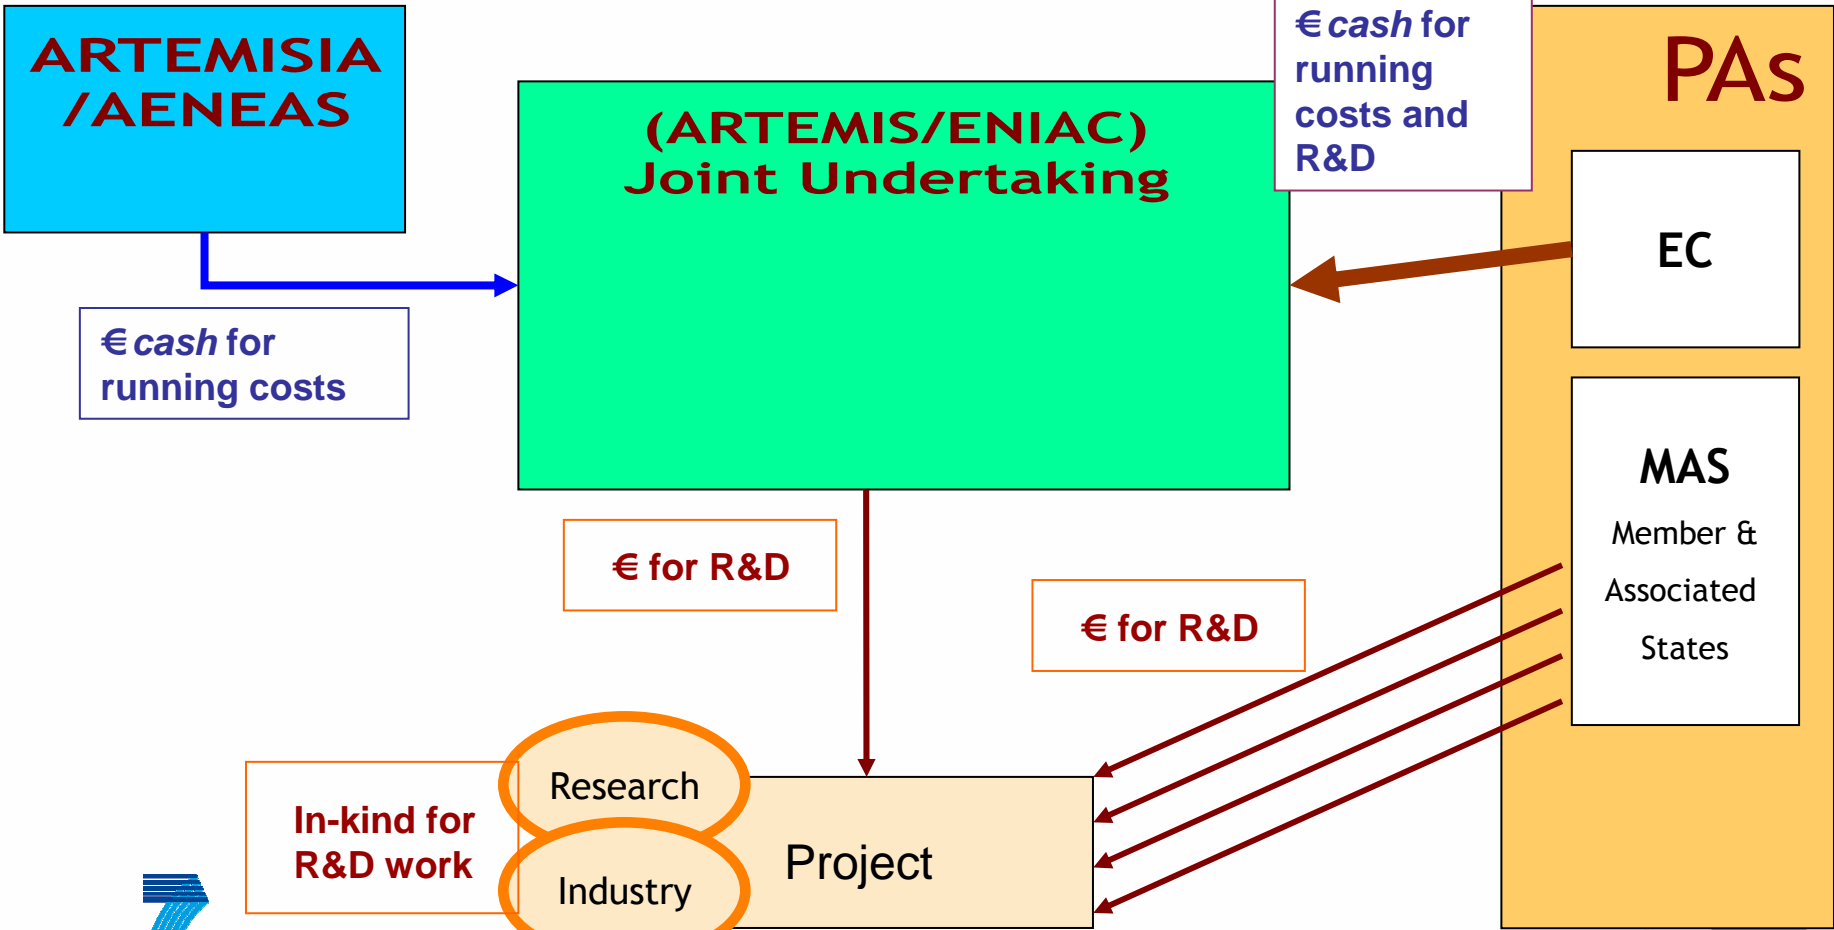 ARTEMISIA
/AENEAS
(ARTEMIS/ENIAC)
Joint Undertaking
€ cash for
running
costs and
R&D
PAs
EC
€ cash for
running costs
MAS
Member &
Associated
States
€ for R&D
€ for R&D
Research
In-kind for
R&D work
Project
Industry